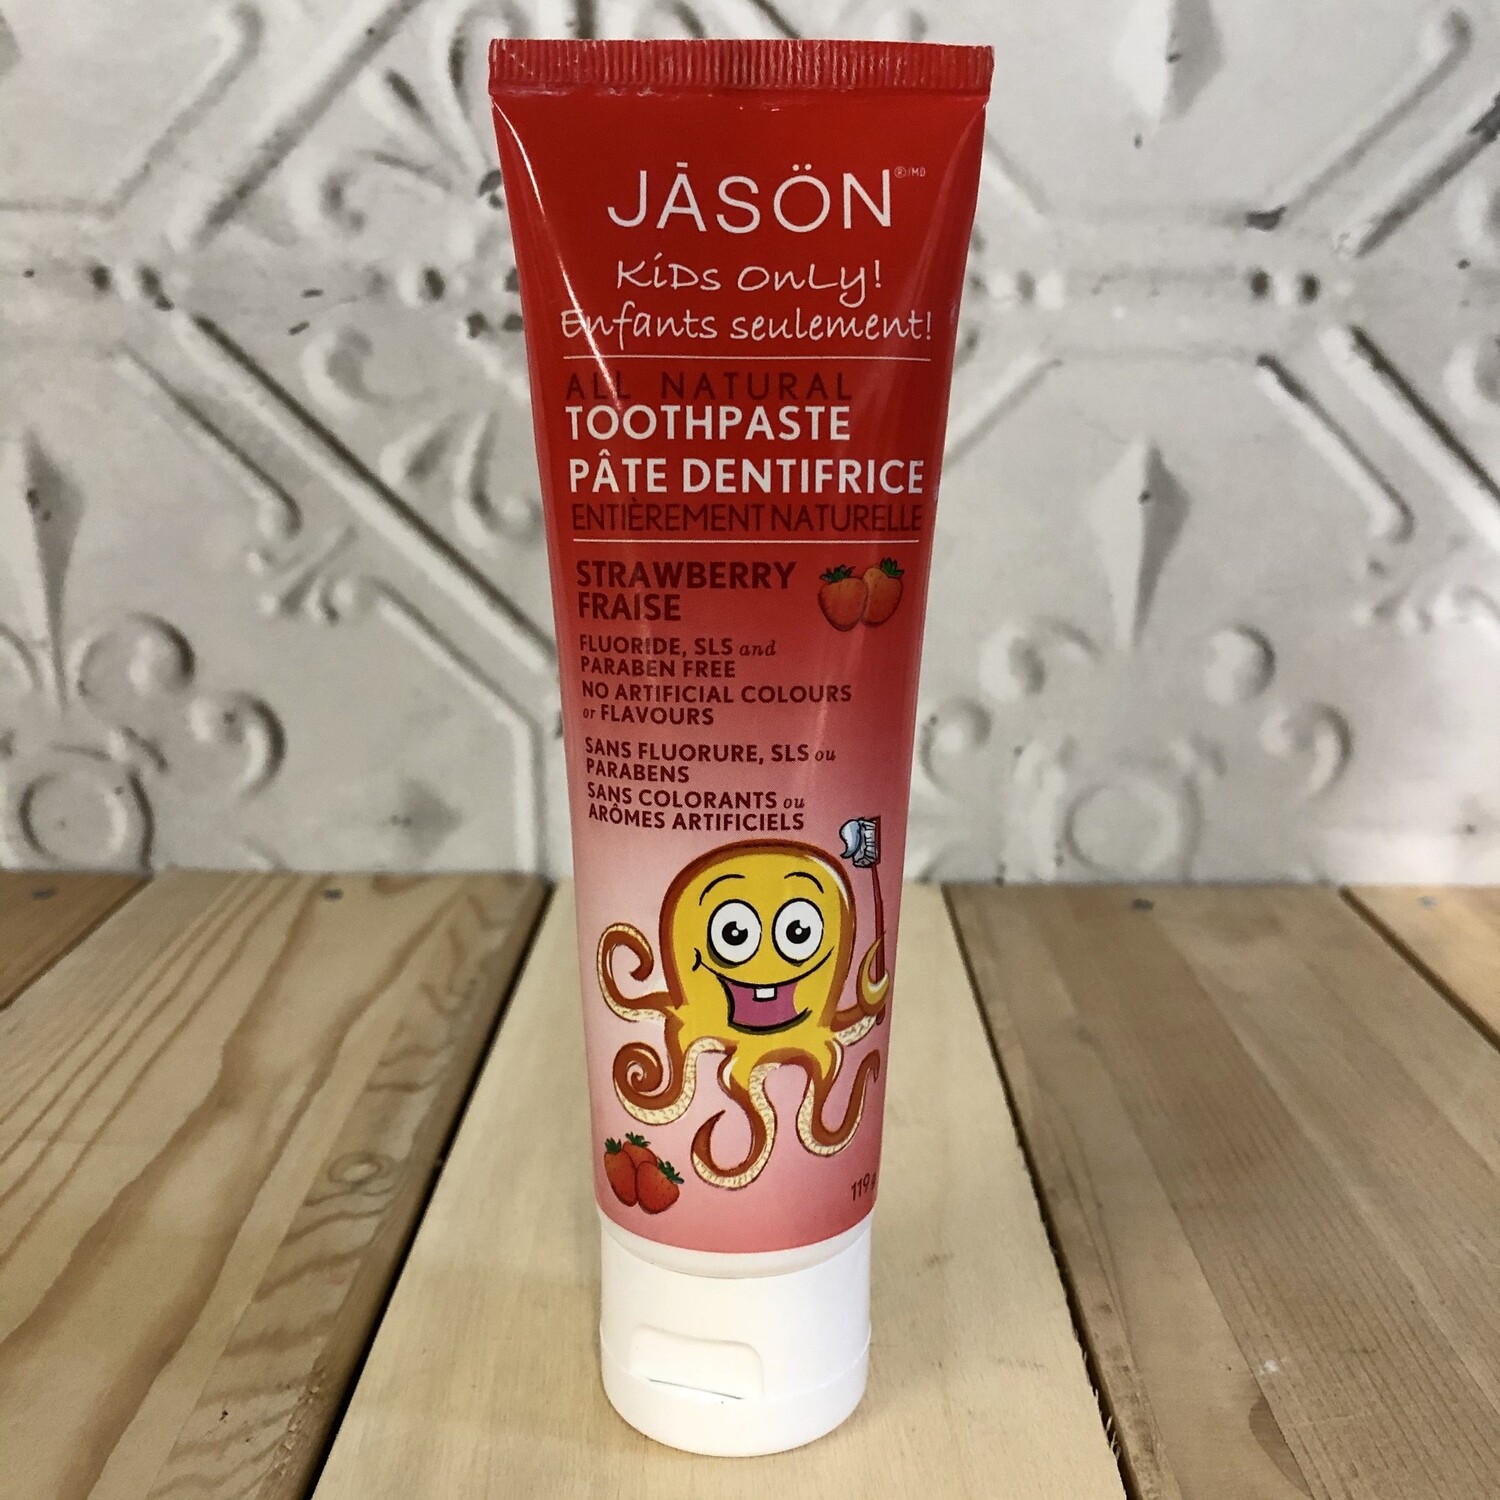 JĀSÖN®/MD
KiDs OnLy!
Enfants seulement!
ALL NATURAL
TOOTHPASTE
PÂTE DENTIFRICE
ENTIÈREMENT NATURELLE
STRAWBERRY
FRAISE
FLUORIDE, SLS and
PARABEN FREE
NO ARTIFICIAL COLOURS
or FLAVOURS
SANS FLUORURE, SLS ou
PARABENS
SANS COLORANTS ou
ARÔMES ARTIFICIELS
119 g